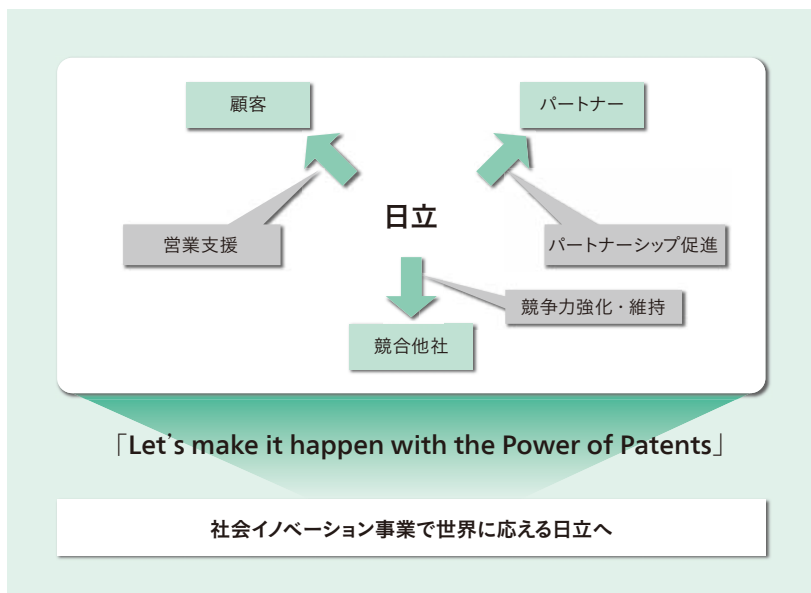 顧客
パートナー
日立
営業支援
パートナーシップ促進
競争力強化・維持
競合他社
「Let's make it happen with the Power of Patents」
社会イノベーション事業で世界に応える日立へ